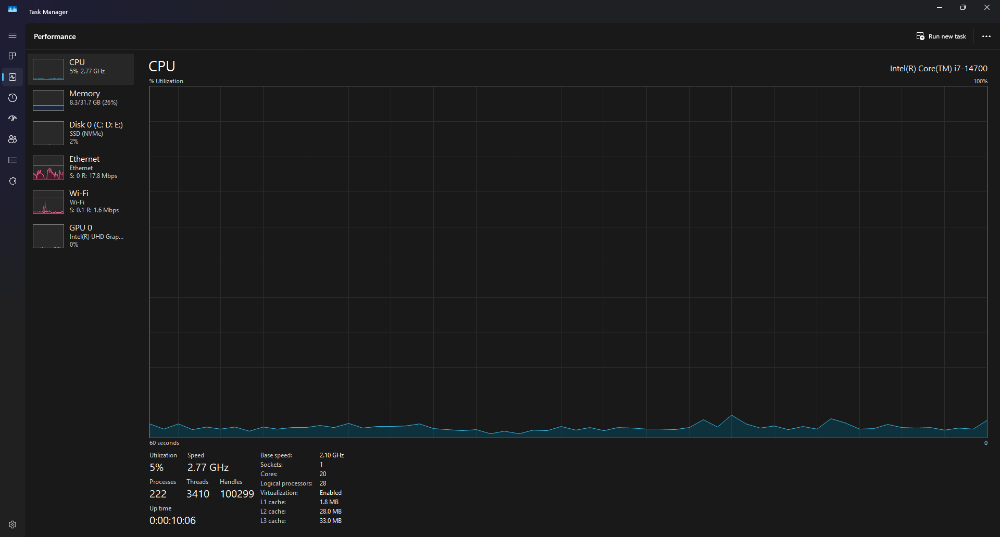 Task Manager
Performance
Run new task
CPU
5% 2.77 GHz
Memory
8.3/31.7 GB (26%)
Disk 0 (C: D: E:)
SSD (NVMe)
2%
Ethernet
Ethernet
S: 0 R: 17.8 Mbps
Wi-Fi
Wi-Fi
S: 0.1 R: 1.6 Mbps
GPU 0
Intel(R) UHD Grap...
0%
CPU
Intel(R) Core(TM) i7-14700
% Utilization
100%
60 seconds
0
Utilization
5%
Speed
2.77 GHz
Processes
222
Threads
3410
Handles
100299
Up time
0:00:10:06
Base speed: 2.10 GHz
Sockets: 1
Cores: 20
Logical processors: 28
Virtualization: Enabled
L1 cache: 1.8 MB
L2 cache: 28.0 MB
L3 cache: 33.0 MB